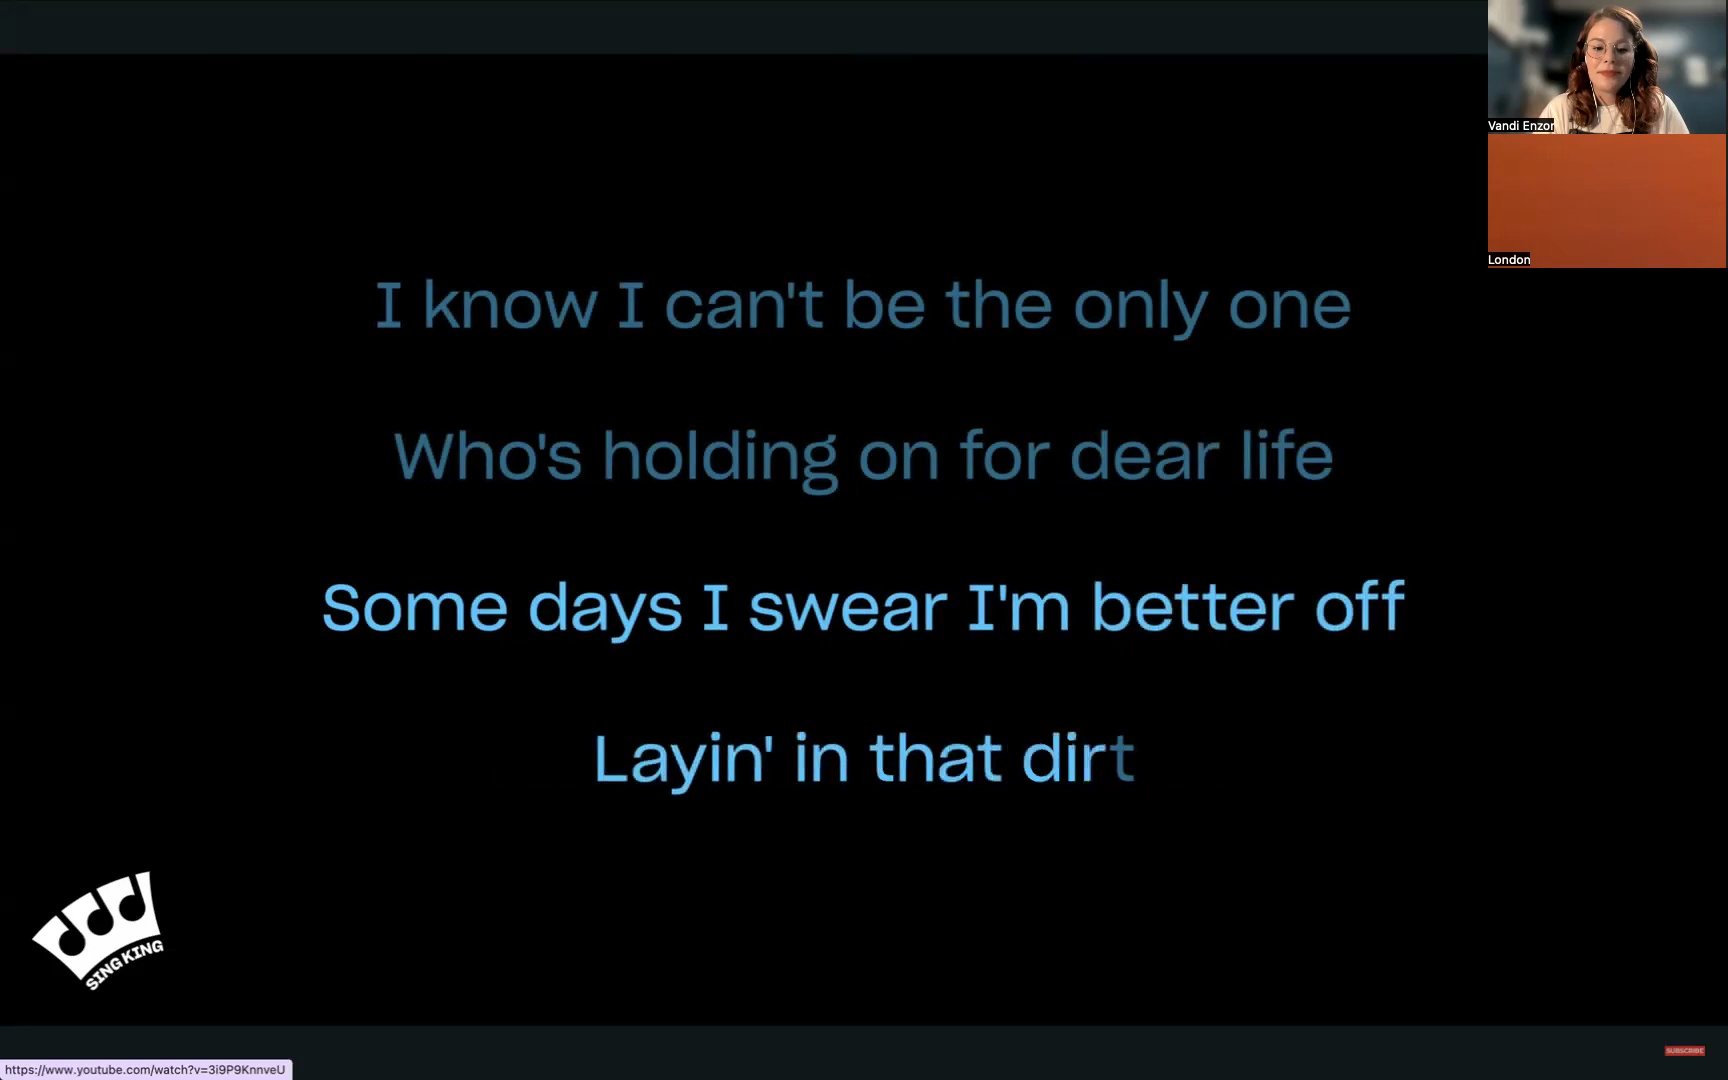 Vandi Enzor
London
I know I can't be the only one
Who's holding on for dear life
Some days I swear I'm better off
Layin' in that dirt
SING KING
SUBSCRIBE
https://www.youtube.com/watch?v=3i9P9KnnveU